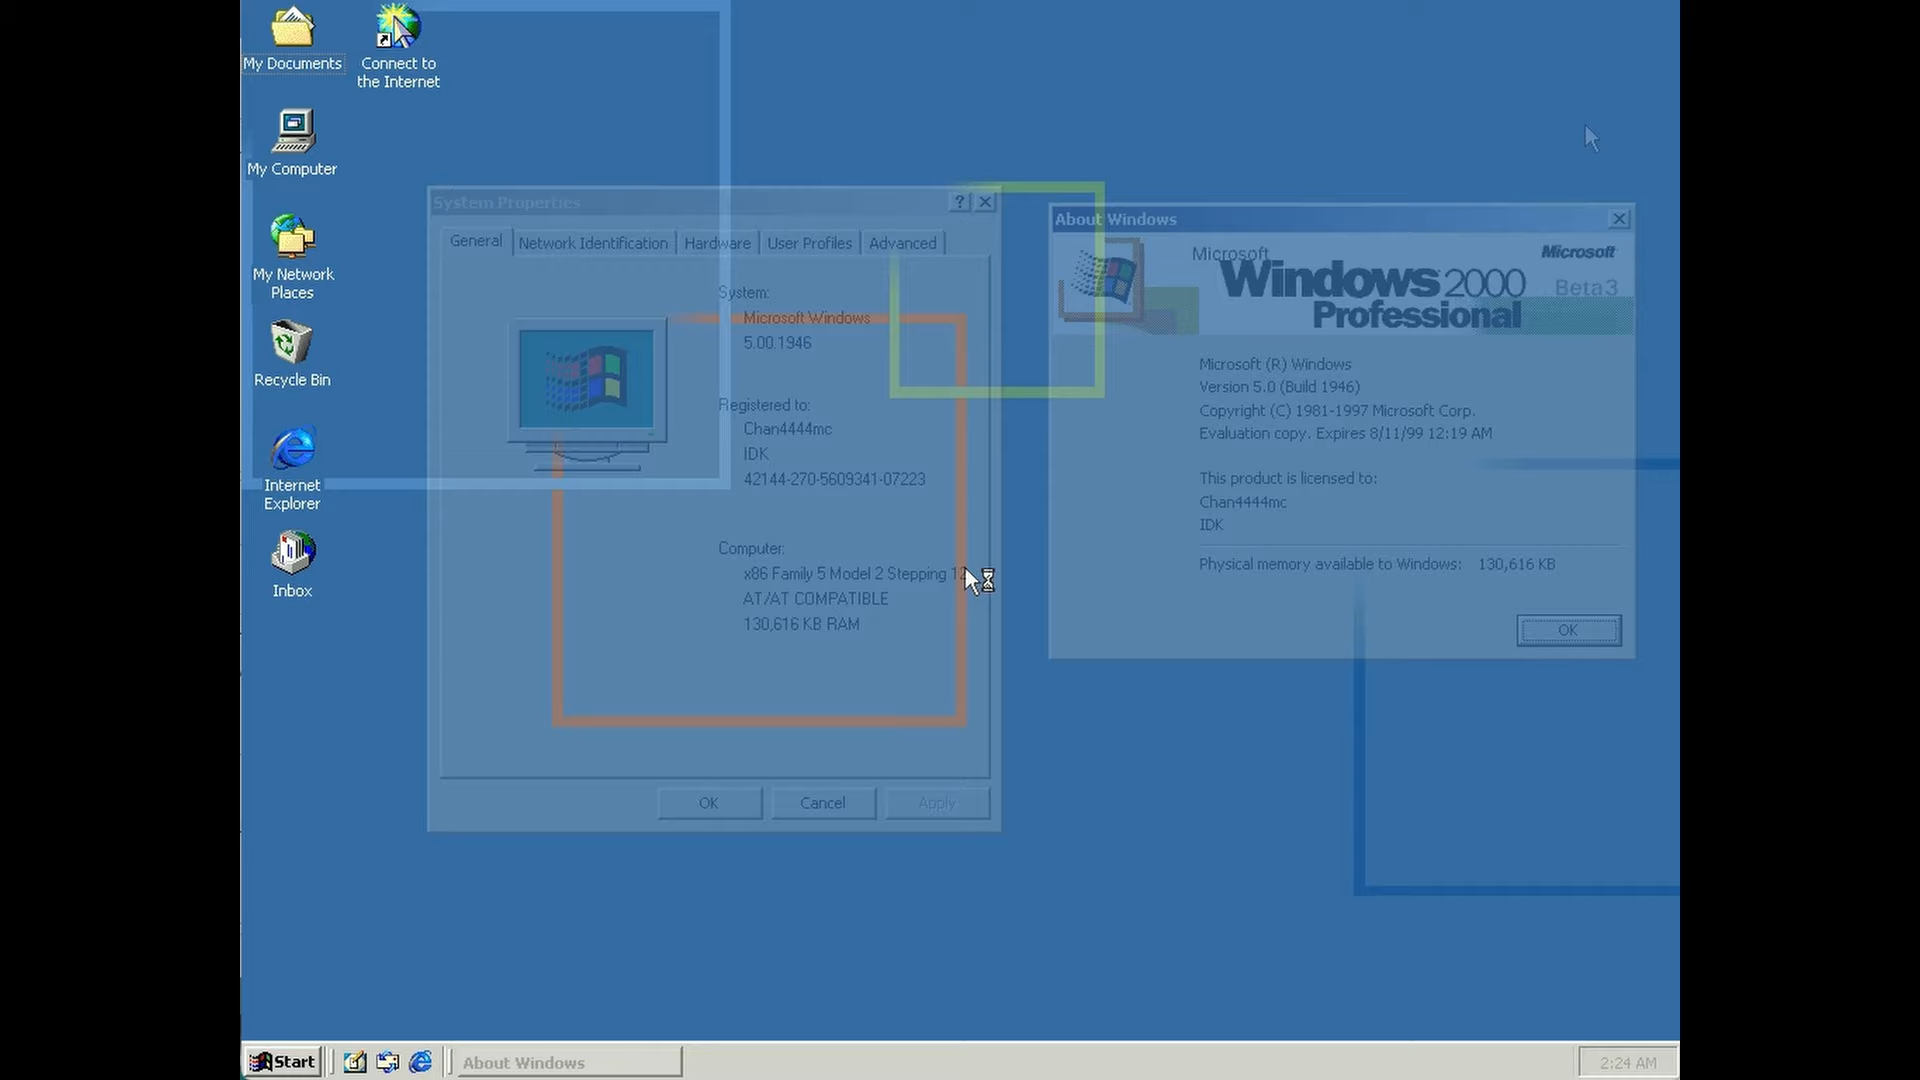 My Documents
Connect to
the Internet
My Computer
My Network
Places
Recycle Bin
Internet
Explorer
Inbox
System Properties
?
General
Network Identification
Hardware
User Profiles
Advanced
System:
Microsoft Windows
5.00.1946
Registered to:
Chan4444mc
IDK
42144-270-5609341-07223
Computer:
x86 Family 5 Model 2 Stepping 12
AT/AT COMPATIBLE
130,616 KB RAM
OK
Cancel
Apply
About Windows
Microsoft
Windows 2000
Professional
Microsoft
Beta3
Microsoft (R) Windows
Version 5.0 (Build 1946)
Copyright (C) 1981-1997 Microsoft Corp.
Evaluation copy. Expires 8/11/99 12:19 AM
This product is licensed to:
Chan4444mc
IDK
Physical memory available to Windows: 130,616 KB
OK
Start
About Windows
2:24 AM